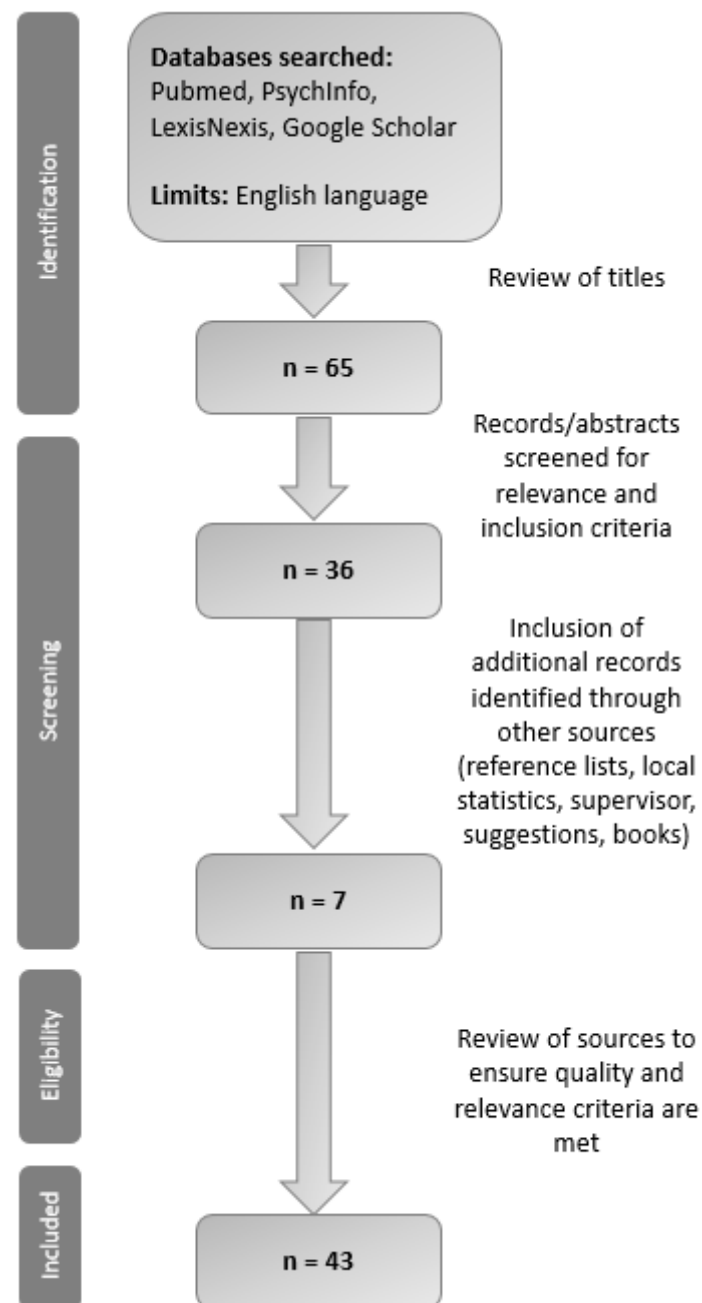 Identification
Databases searched:
Pubmed, PsychInfo,
LexisNexis, Google Scholar
Limits: English language
Review of titles
n = 65
Records/abstracts
screened for
relevance and
inclusion criteria
Screening
n = 36
Inclusion of
additional records
identified through
other sources
(reference lists, local
statistics, supervisor,
suggestions, books)
n = 7
Eligibility
Review of sources to
ensure quality and
relevance criteria are
met
Included
n = 43